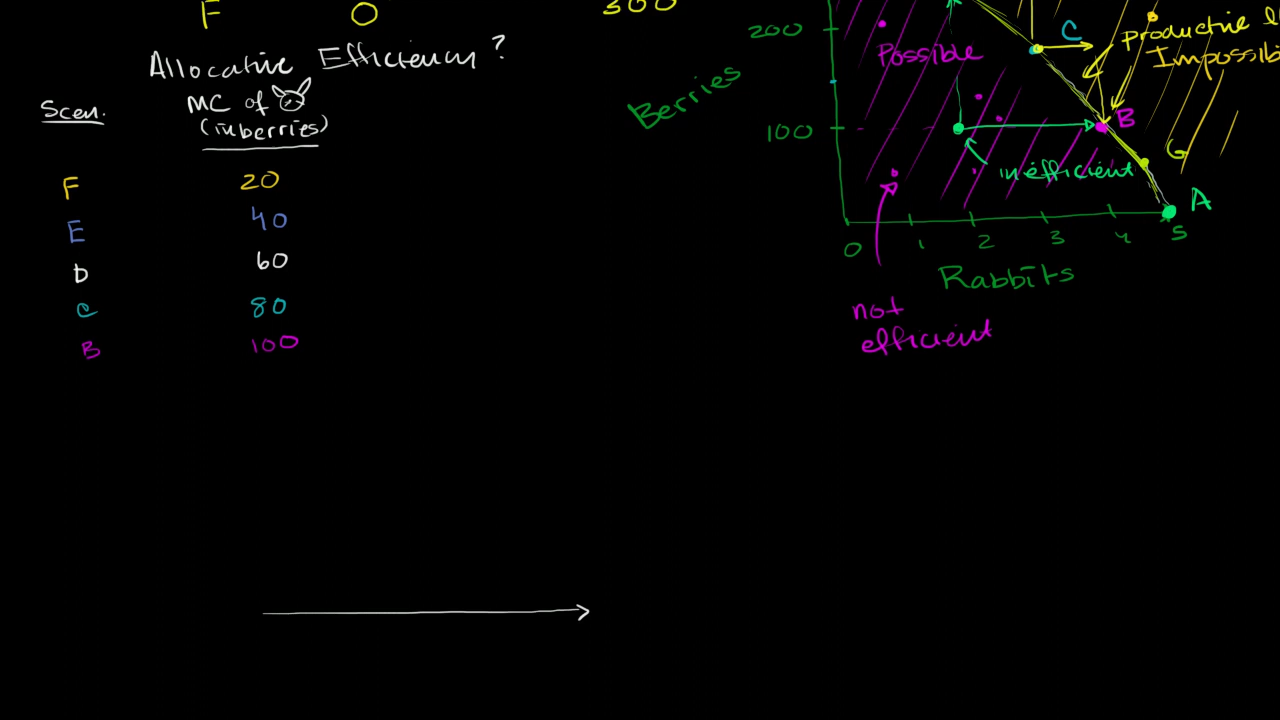 F 0 300
Allocative Efficiency?
Scen. MC of
(in berries)
F 20
E 40
D 60
C 80
B 100
200
100
Berries
Possible
C
Productive
Impossib
B
G
inefficient
A
0 1 2 3 4 5
Rabbits
not
efficient